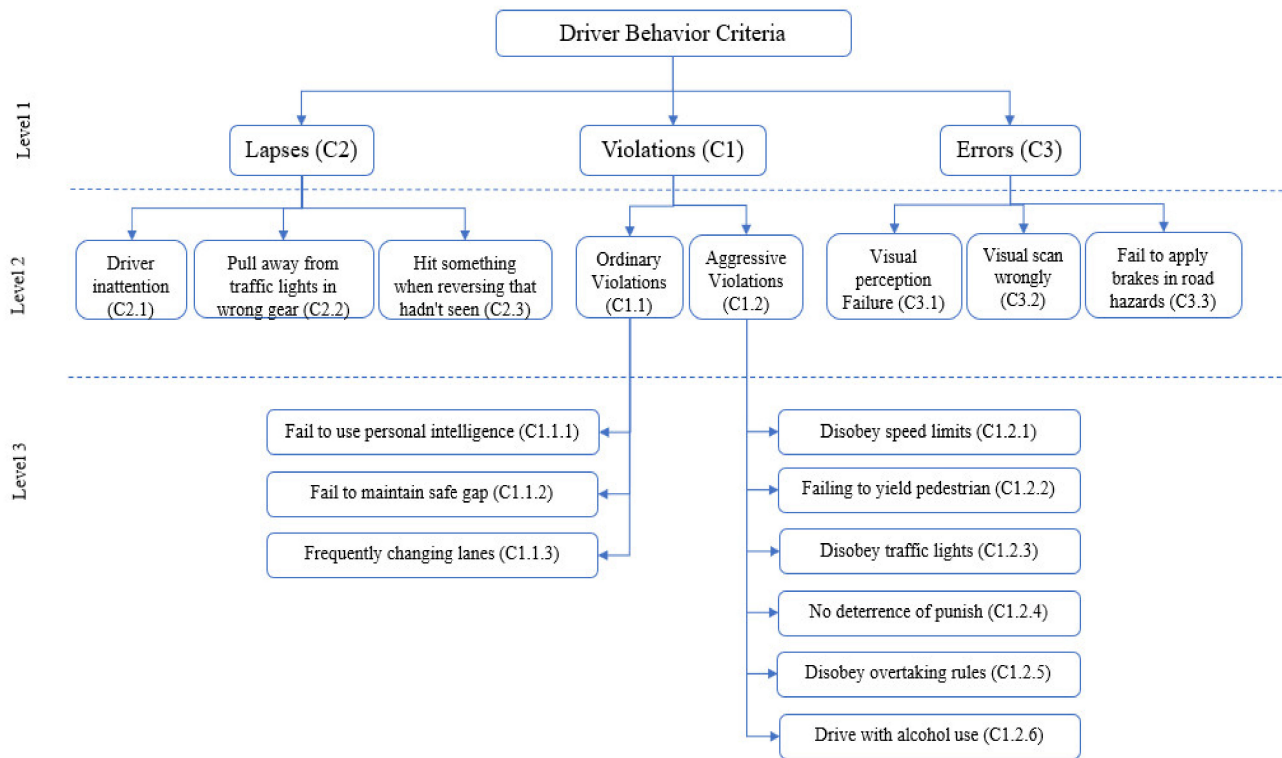 Driver Behavior Criteria
Level 1
Lapses (C2)
Violations (C1)
Errors (C3)
Level 2
Driver
inattention
(C2.1)
Pull away from
traffic lights in
wrong gear (C2.2)
Hit something
when reversing that
hadn't seen (C2.3)
Ordinary
Violations
(C1.1)
Aggressive
Violations
(C1.2)
Visual
perception
Failure (C3.1)
Visual scan
wrongly
(C3.2)
Fail to apply
brakes in road
hazards (C3.3)
Level 3
Fail to use personal intelligence (C1.1.1)
Fail to maintain safe gap (C1.1.2)
Frequently changing lanes (C1.1.3)
Disobey speed limits (C1.2.1)
Failing to yield pedestrian (C1.2.2)
Disobey traffic lights (C1.2.3)
No deterrence of punish (C1.2.4)
Disobey overtaking rules (C1.2.5)
Drive with alcohol use (C1.2.6)